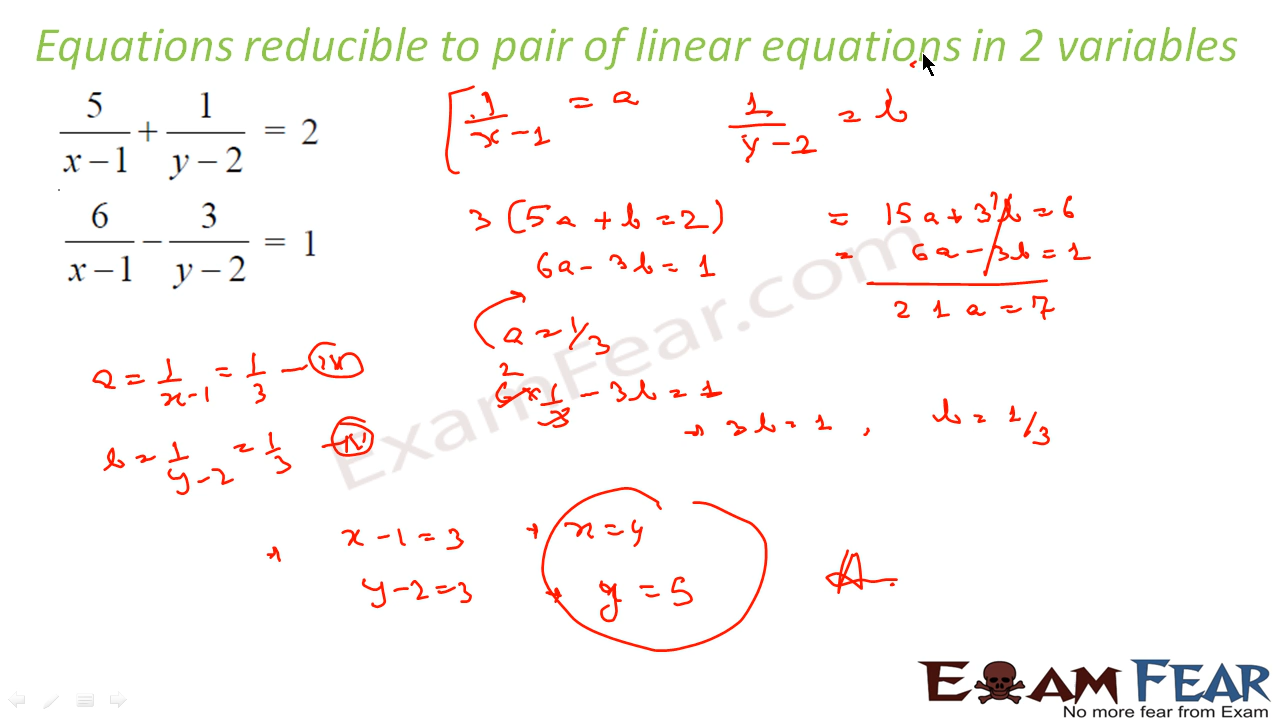 Equations reducible to pair of linear equations in 2 variables
5/(x − 1) + 1/(y − 2) = 2
6/(x − 1) − 3/(y − 2) = 1
1/(x − 1) = a    1/(y − 2) = b
3 (5a + b = 2)    = 15a + 3b = 6
6a − 3b = 1    = 6a − 3b = 1
21a = 7
a = 1/3
a = 1/(x − 1) = 1/3 — IV
6 × 1/3 − 3b = 1
2
→ 3b = 1, b = 1/3
b = 1/(y − 2) = 1/3 — V
x − 1 = 3 → x = 4
y − 2 = 3 → y = 5
A.
ExamFear.com
EXAM FEAR
No more fear from Exam